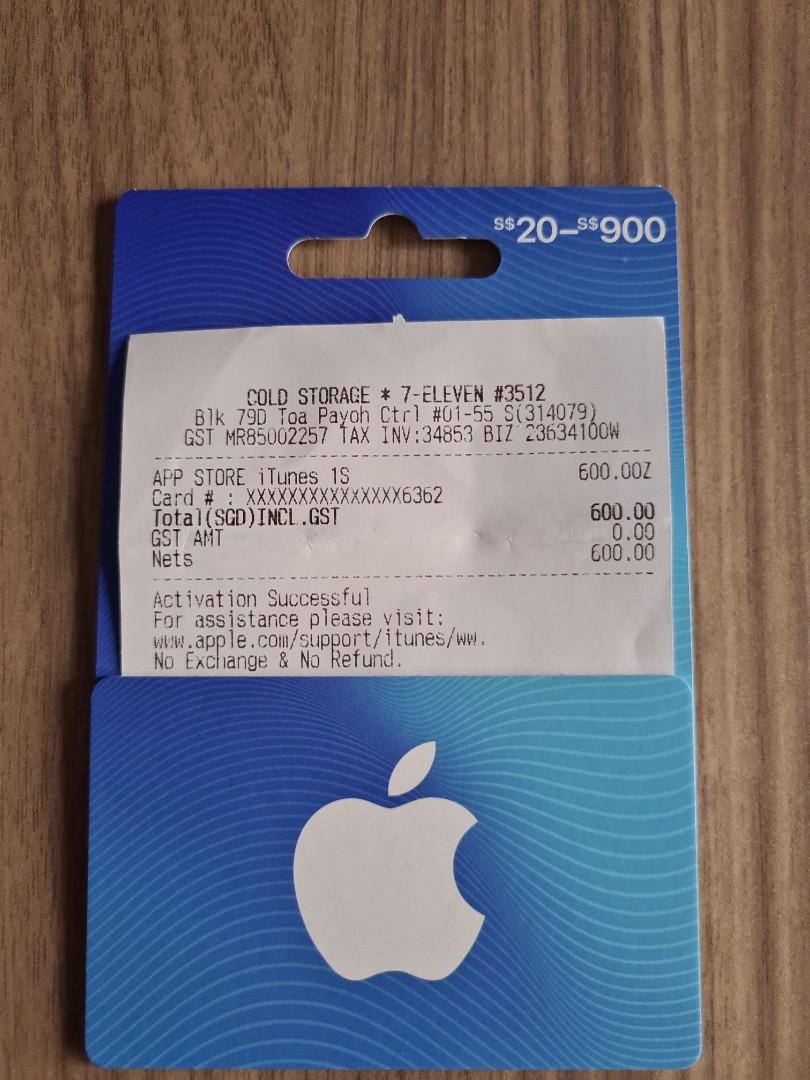 S$20–S$900
COLD STORAGE * 7-ELEVEN #3512
Blk 79D Toa Payoh Ctrl #01-55 S(314079)
GST MR85002257 TAX INV:34853 BIZ 23634100W
APP STORE iTunes 1S 600.00Z
Card # : XXXXXXXXXXXXXXX6362
Total(SGD)INCL.GST 600.00
GST AMT 0.00
Nets 600.00
Activation Successful
For assistance please visit:
www.apple.com/support/itunes/ww.
No Exchange & No Refund.